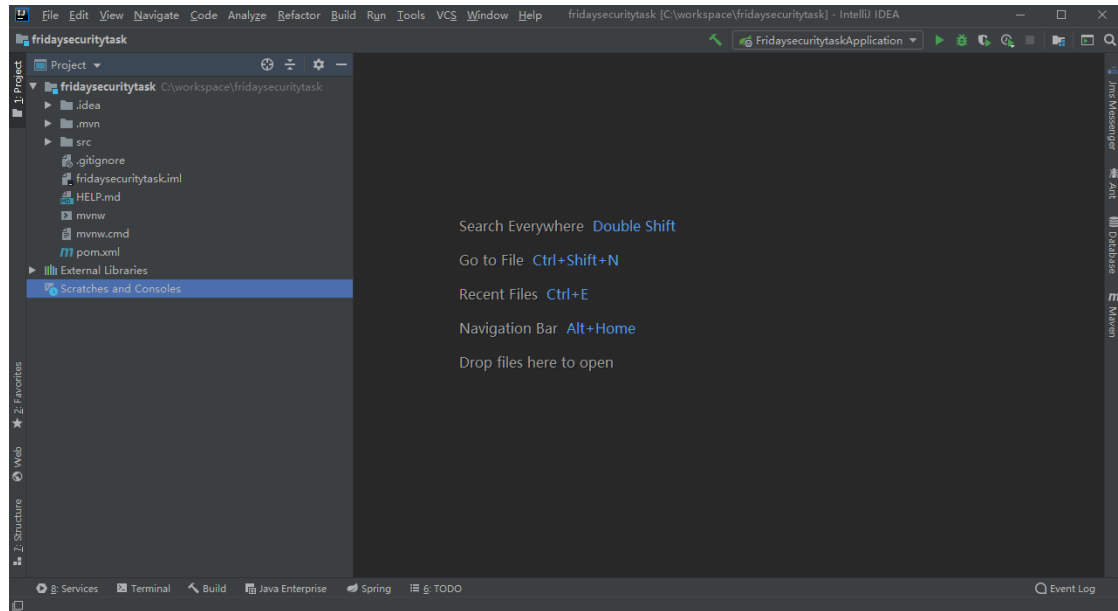 File Edit View Navigate Code Analyze Refactor Build Run Tools VCS Window Help fridaysecuritytask [C:\workspace\fridaysecuritytask] - IntelliJ IDEA
fridaysecuritytask
FridaysecuritytaskApplication
1: Project
Project
fridaysecuritytask C:\workspace\fridaysecuritytask
.idea
.mvn
src
.gitignore
fridaysecuritytask.iml
HELP.md
mvnw
mvnw.cmd
pom.xml
External Libraries
Scratches and Consoles
Search Everywhere Double Shift
Go to File Ctrl+Shift+N
Recent Files Ctrl+E
Navigation Bar Alt+Home
Drop files here to open
Jms Messenger
Ant
Database
Maven
2: Favorites
Web
7: Structure
8: Services Terminal Build Java Enterprise Spring 6: TODO Event Log